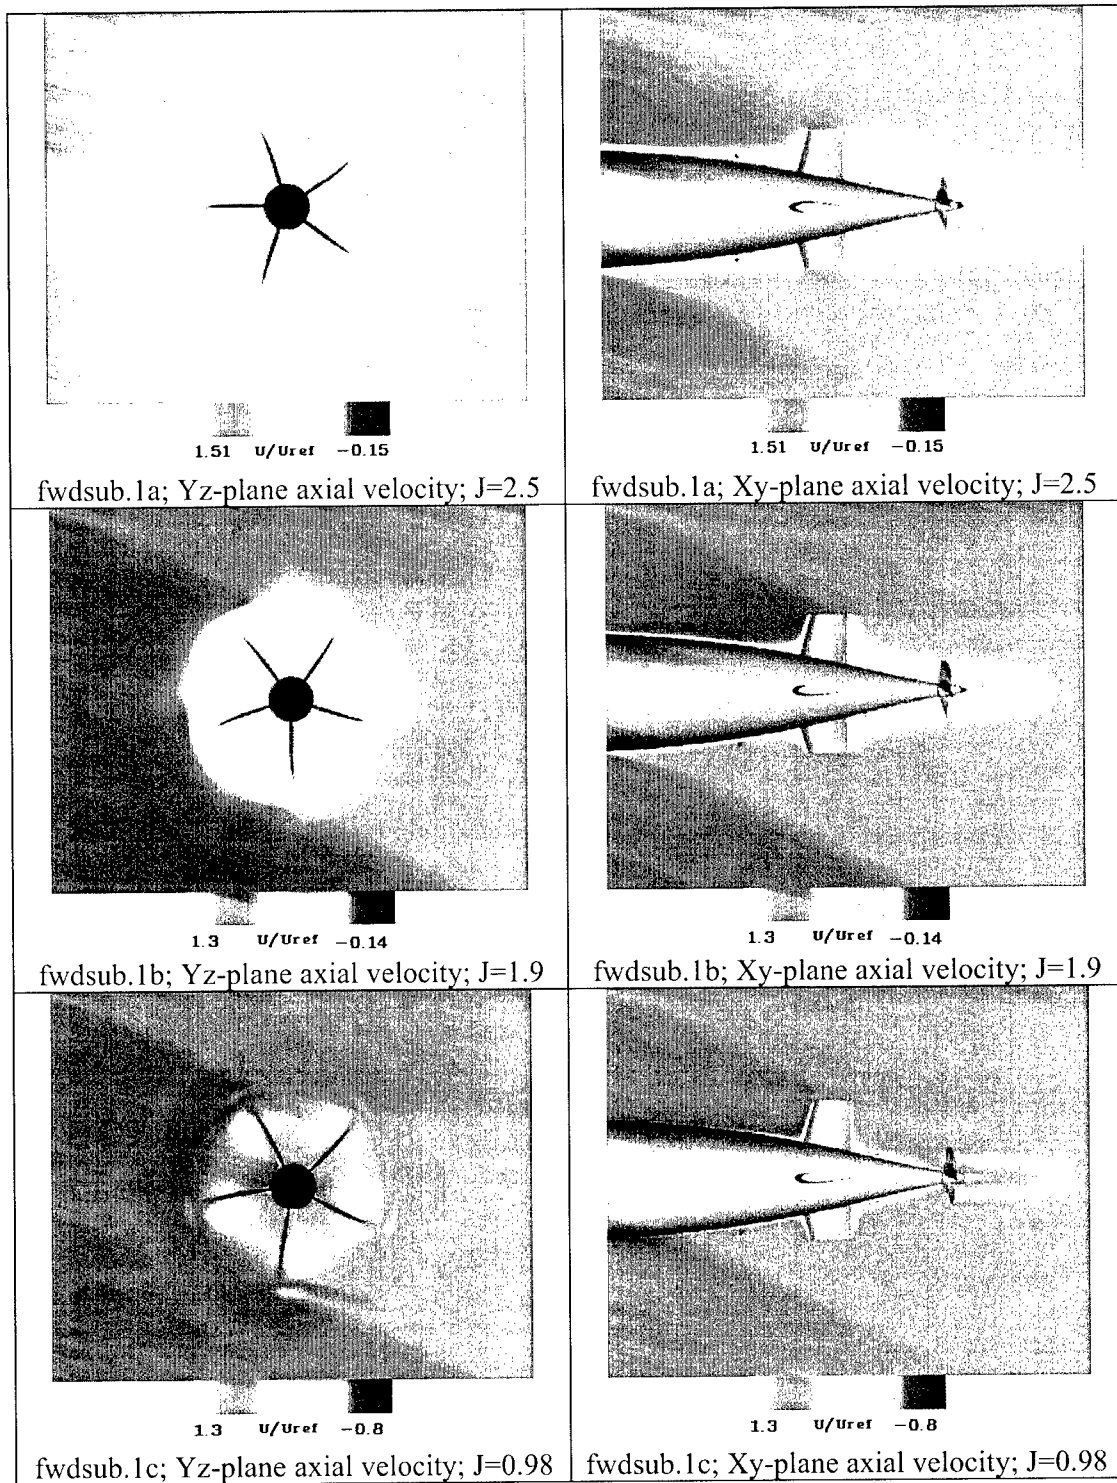 1.51 U/Uref -0.15
1.51 U/Uref -0.15
fwdsub.1a; Yz-plane axial velocity; J=2.5
fwdsub.1a; Xy-plane axial velocity; J=2.5
1.3 U/Uref -0.14
1.3 U/Uref -0.14
fwdsub.1b; Yz-plane axial velocity; J=1.9
fwdsub.1b; Xy-plane axial velocity; J=1.9
1.3 U/Uref -0.8
1.3 U/Uref -0.8
fwdsub.1c; Yz-plane axial velocity; J=0.98
fwdsub.1c; Xy-plane axial velocity; J=0.98